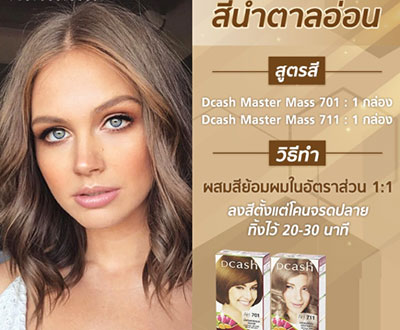 สีน้ำตาลอ่อน
สูตรสี
Dcash Master Mass 701 : 1 กล่อง
Dcash Master Mass 711 : 1 กล่อง
วิธีทำ
ผสมสีย้อมผมในอัตราส่วน 1:1
ลงสีตั้งแต่โคนจรดปลาย
ทิ้งไว้ 20-30 นาที
Dcash Dcash
701 711